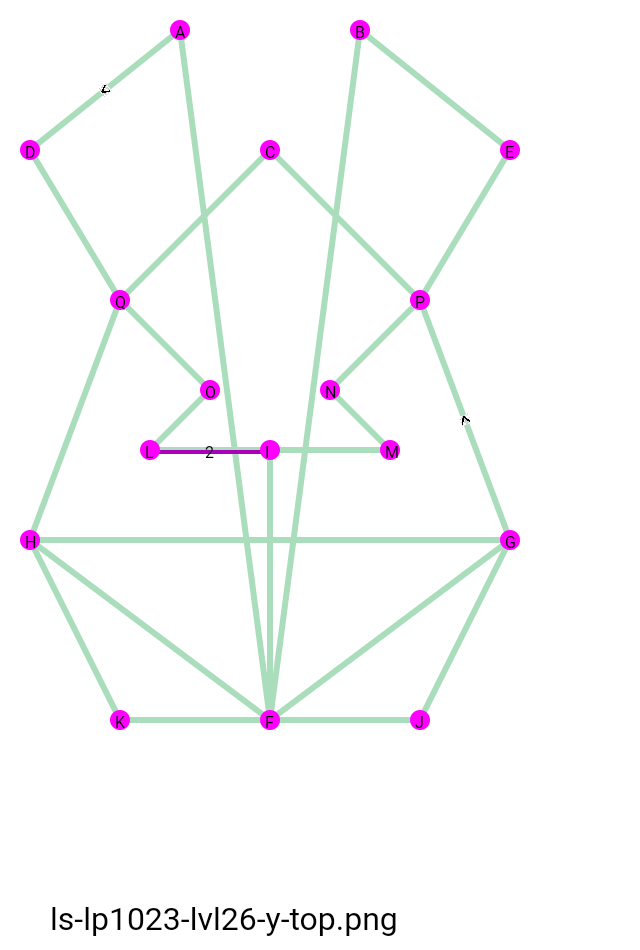 A B
D C E
Q P
O N
L 2 I M
H G
K F J
ls-lp1023-lvl26-y-top.png